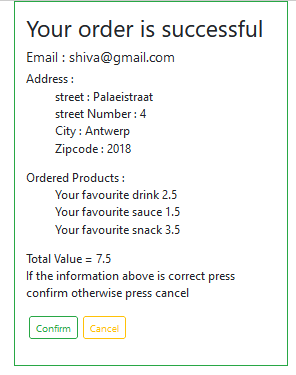 Your order is successful
Email : shiva@gmail.com
Address :
street : Palaeistraat
street Number : 4
City : Antwerp
Zipcode : 2018
Ordered Products :
Your favourite drink 2.5
Your favourite sauce 1.5
Your favourite snack 3.5
Total Value = 7.5
If the information above is correct press
confirm otherwise press cancel
Confirm Cancel